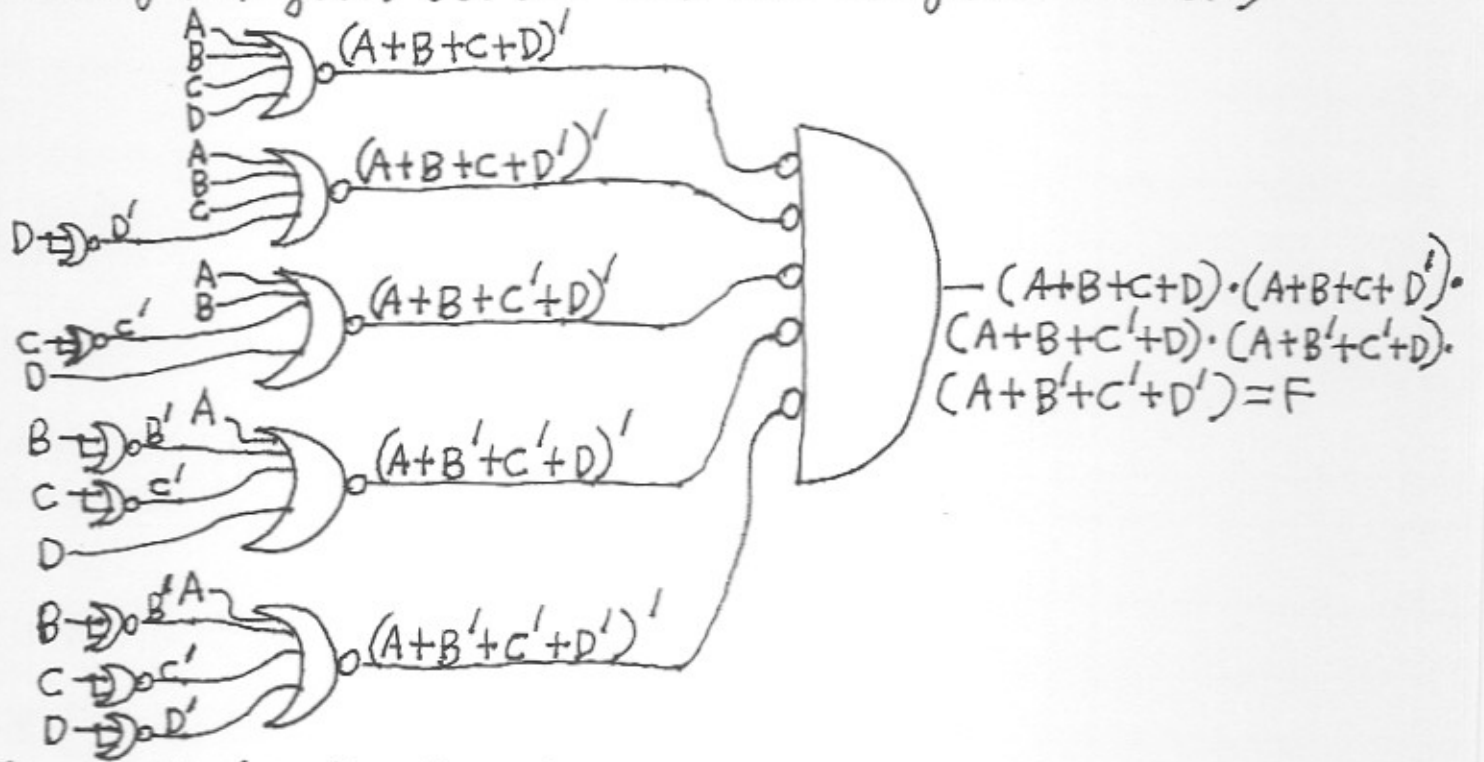 A
B
C
D
(A+B+C+D)'
A
B
C
D D'
(A+B+C+D')'
A
B
C C'
D
(A+B+C'+D)'
B B' A
C C'
D
(A+B'+C'+D)'
B B' A
C C'
D D'
(A+B'+C'+D')'
(A+B+C+D)·(A+B+C+D')·
(A+B+C'+D)·(A+B'+C'+D)·
(A+B'+C'+D')=F